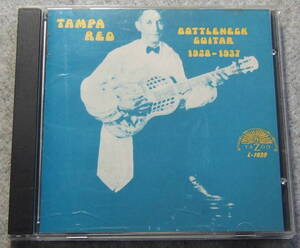 TAMPA
RED
BOTTLENECK
GUITAR
1928-1937
YAZOO
L-1039